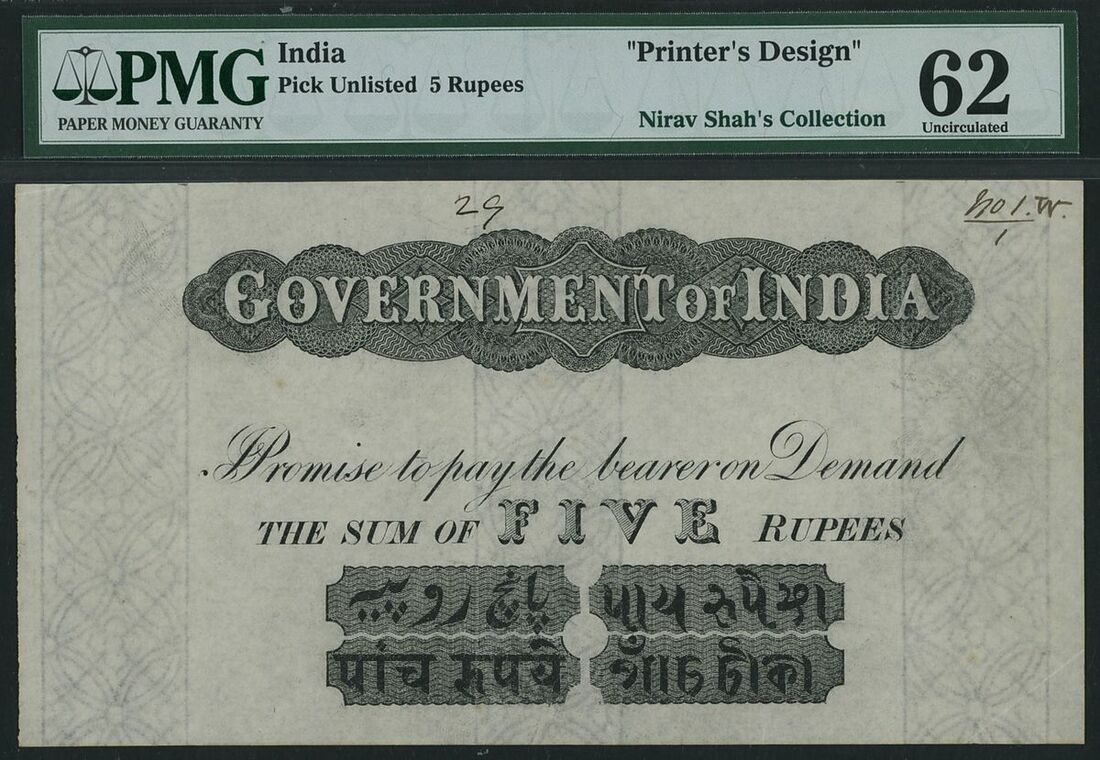 PMG
PAPER MONEY GUARANTY
India
Pick Unlisted 5 Rupees
"Printer's Design"
Nirav Shah's Collection
62
Uncirculated
29
GOVERNMENT OF INDIA
I Promise to pay the bearer on Demand
THE SUM OF FIVE RUPEES
پانچ روپیہ
पांच रूपये পাঁচ টাকা